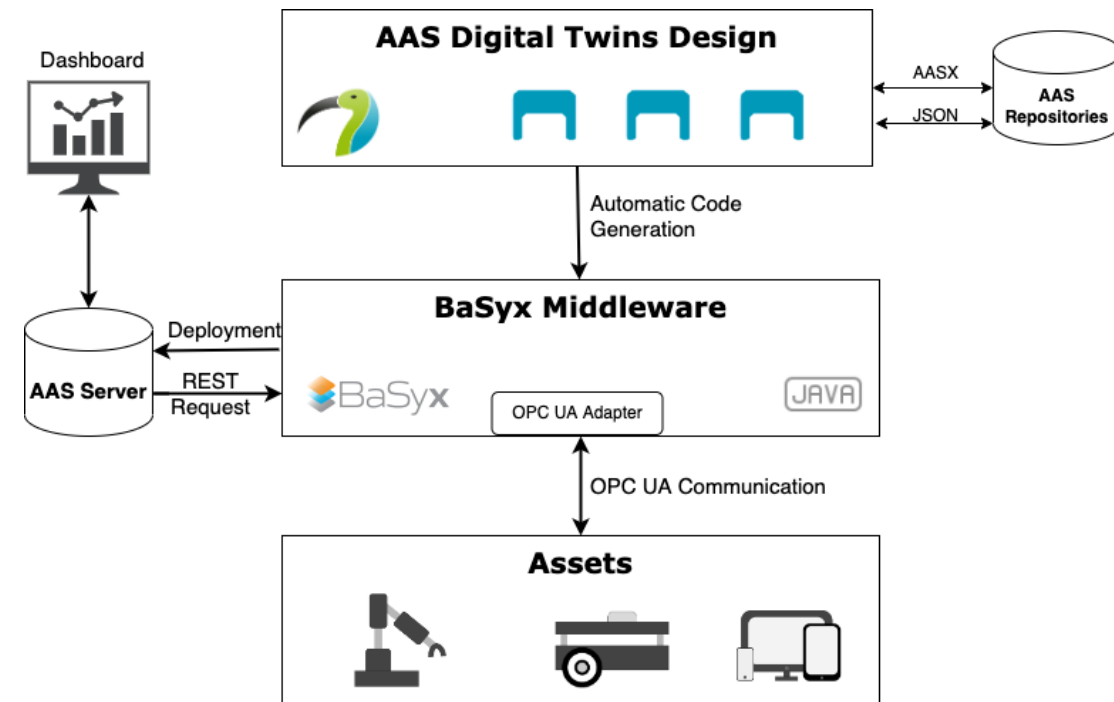 AAS Digital Twins Design
Dashboard
AASX
JSON
AAS
Repositories
Automatic Code
Generation
BaSyx Middleware
Deployment
AAS Server
REST
Request
BaSyx
OPC UA Adapter
JAVA
OPC UA Communication
Assets